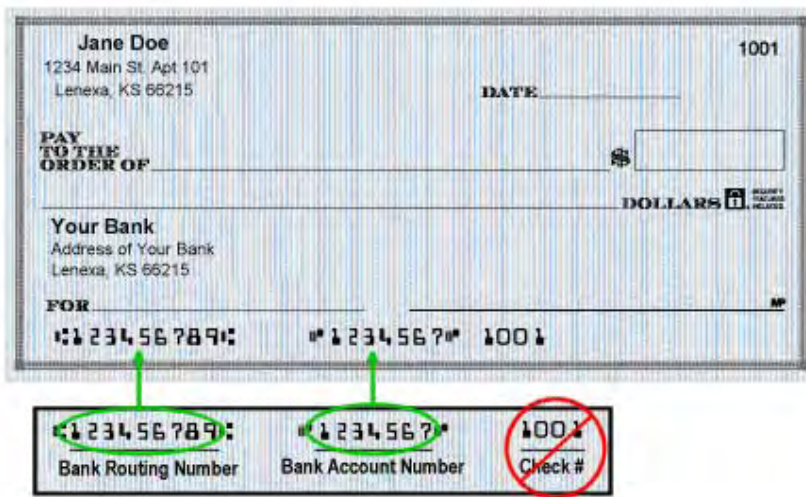 Jane Doe
1001
1234 Main St. Apt 101
Lenexa, KS 66215
DATE
PAY
TO THE
ORDER OF
$
DOLLARS
Your Bank
Address of Your Bank
Lenexa, KS 66215
FOR
MP
⑆123456789⑆ ⑈1234567⑈ 1001
⑆123456789⑆ ⑈1234567⑈ 1001
Bank Routing Number Bank Account Number Check #